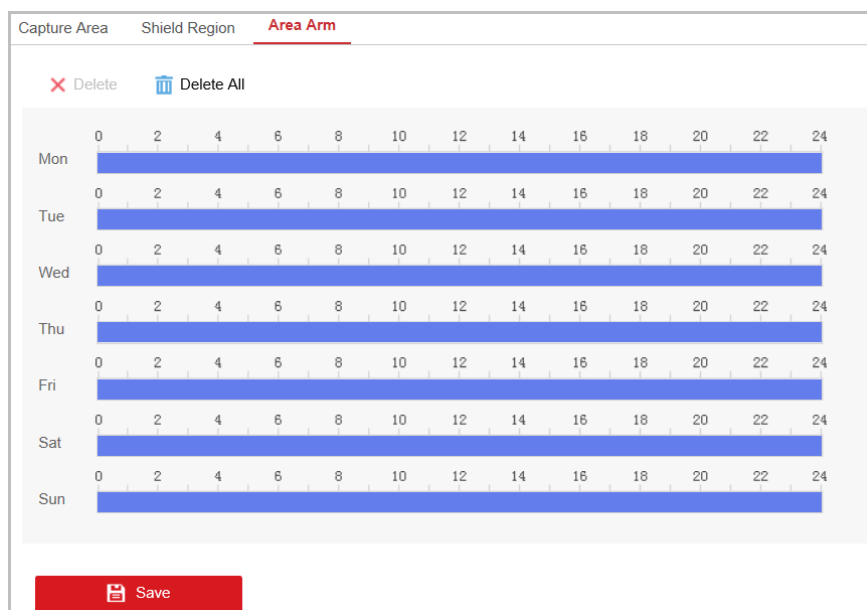 Capture Area Shield Region Area Arm
Delete Delete All
0 2 4 6 8 10 12 14 16 18 20 22 24
Mon
0 2 4 6 8 10 12 14 16 18 20 22 24
Tue
0 2 4 6 8 10 12 14 16 18 20 22 24
Wed
0 2 4 6 8 10 12 14 16 18 20 22 24
Thu
0 2 4 6 8 10 12 14 16 18 20 22 24
Fri
0 2 4 6 8 10 12 14 16 18 20 22 24
Sat
0 2 4 6 8 10 12 14 16 18 20 22 24
Sun
Save